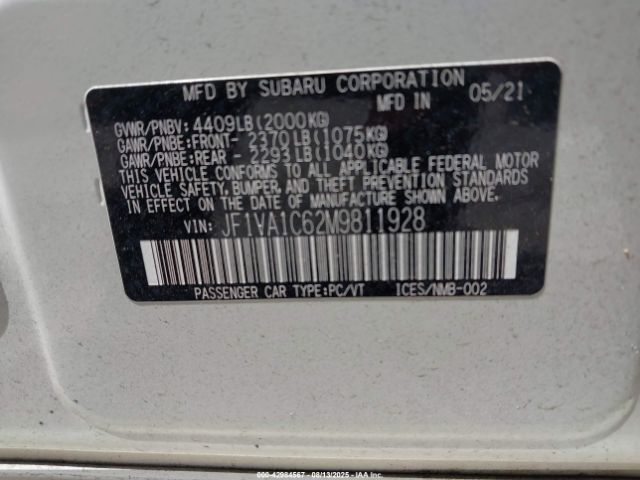 MFD BY SUBARU CORPORATION
MFD IN 05/21
GVWR/PNBV: 4409LB(2000KG)
GAWR/PNBE:FRONT- 2370LB(1075KG)
GAWR/PNBE:REAR - 2293LB(1040KG)
THIS VEHICLE CONFORMS TO ALL APPLICABLE FEDERAL MOTOR
VEHICLE SAFETY, BUMPER, AND THEFT PREVENTION STANDARDS
IN EFFECT ON THE DATE OF MANUFACTURE SHOWN ABOVE.
VIN: JF1VA1C62M9811928
PASSENGER CAR TYPE:PC/VT ICES/NMB-002
000-42984567 - 08/13/2025 - IAAI.COM